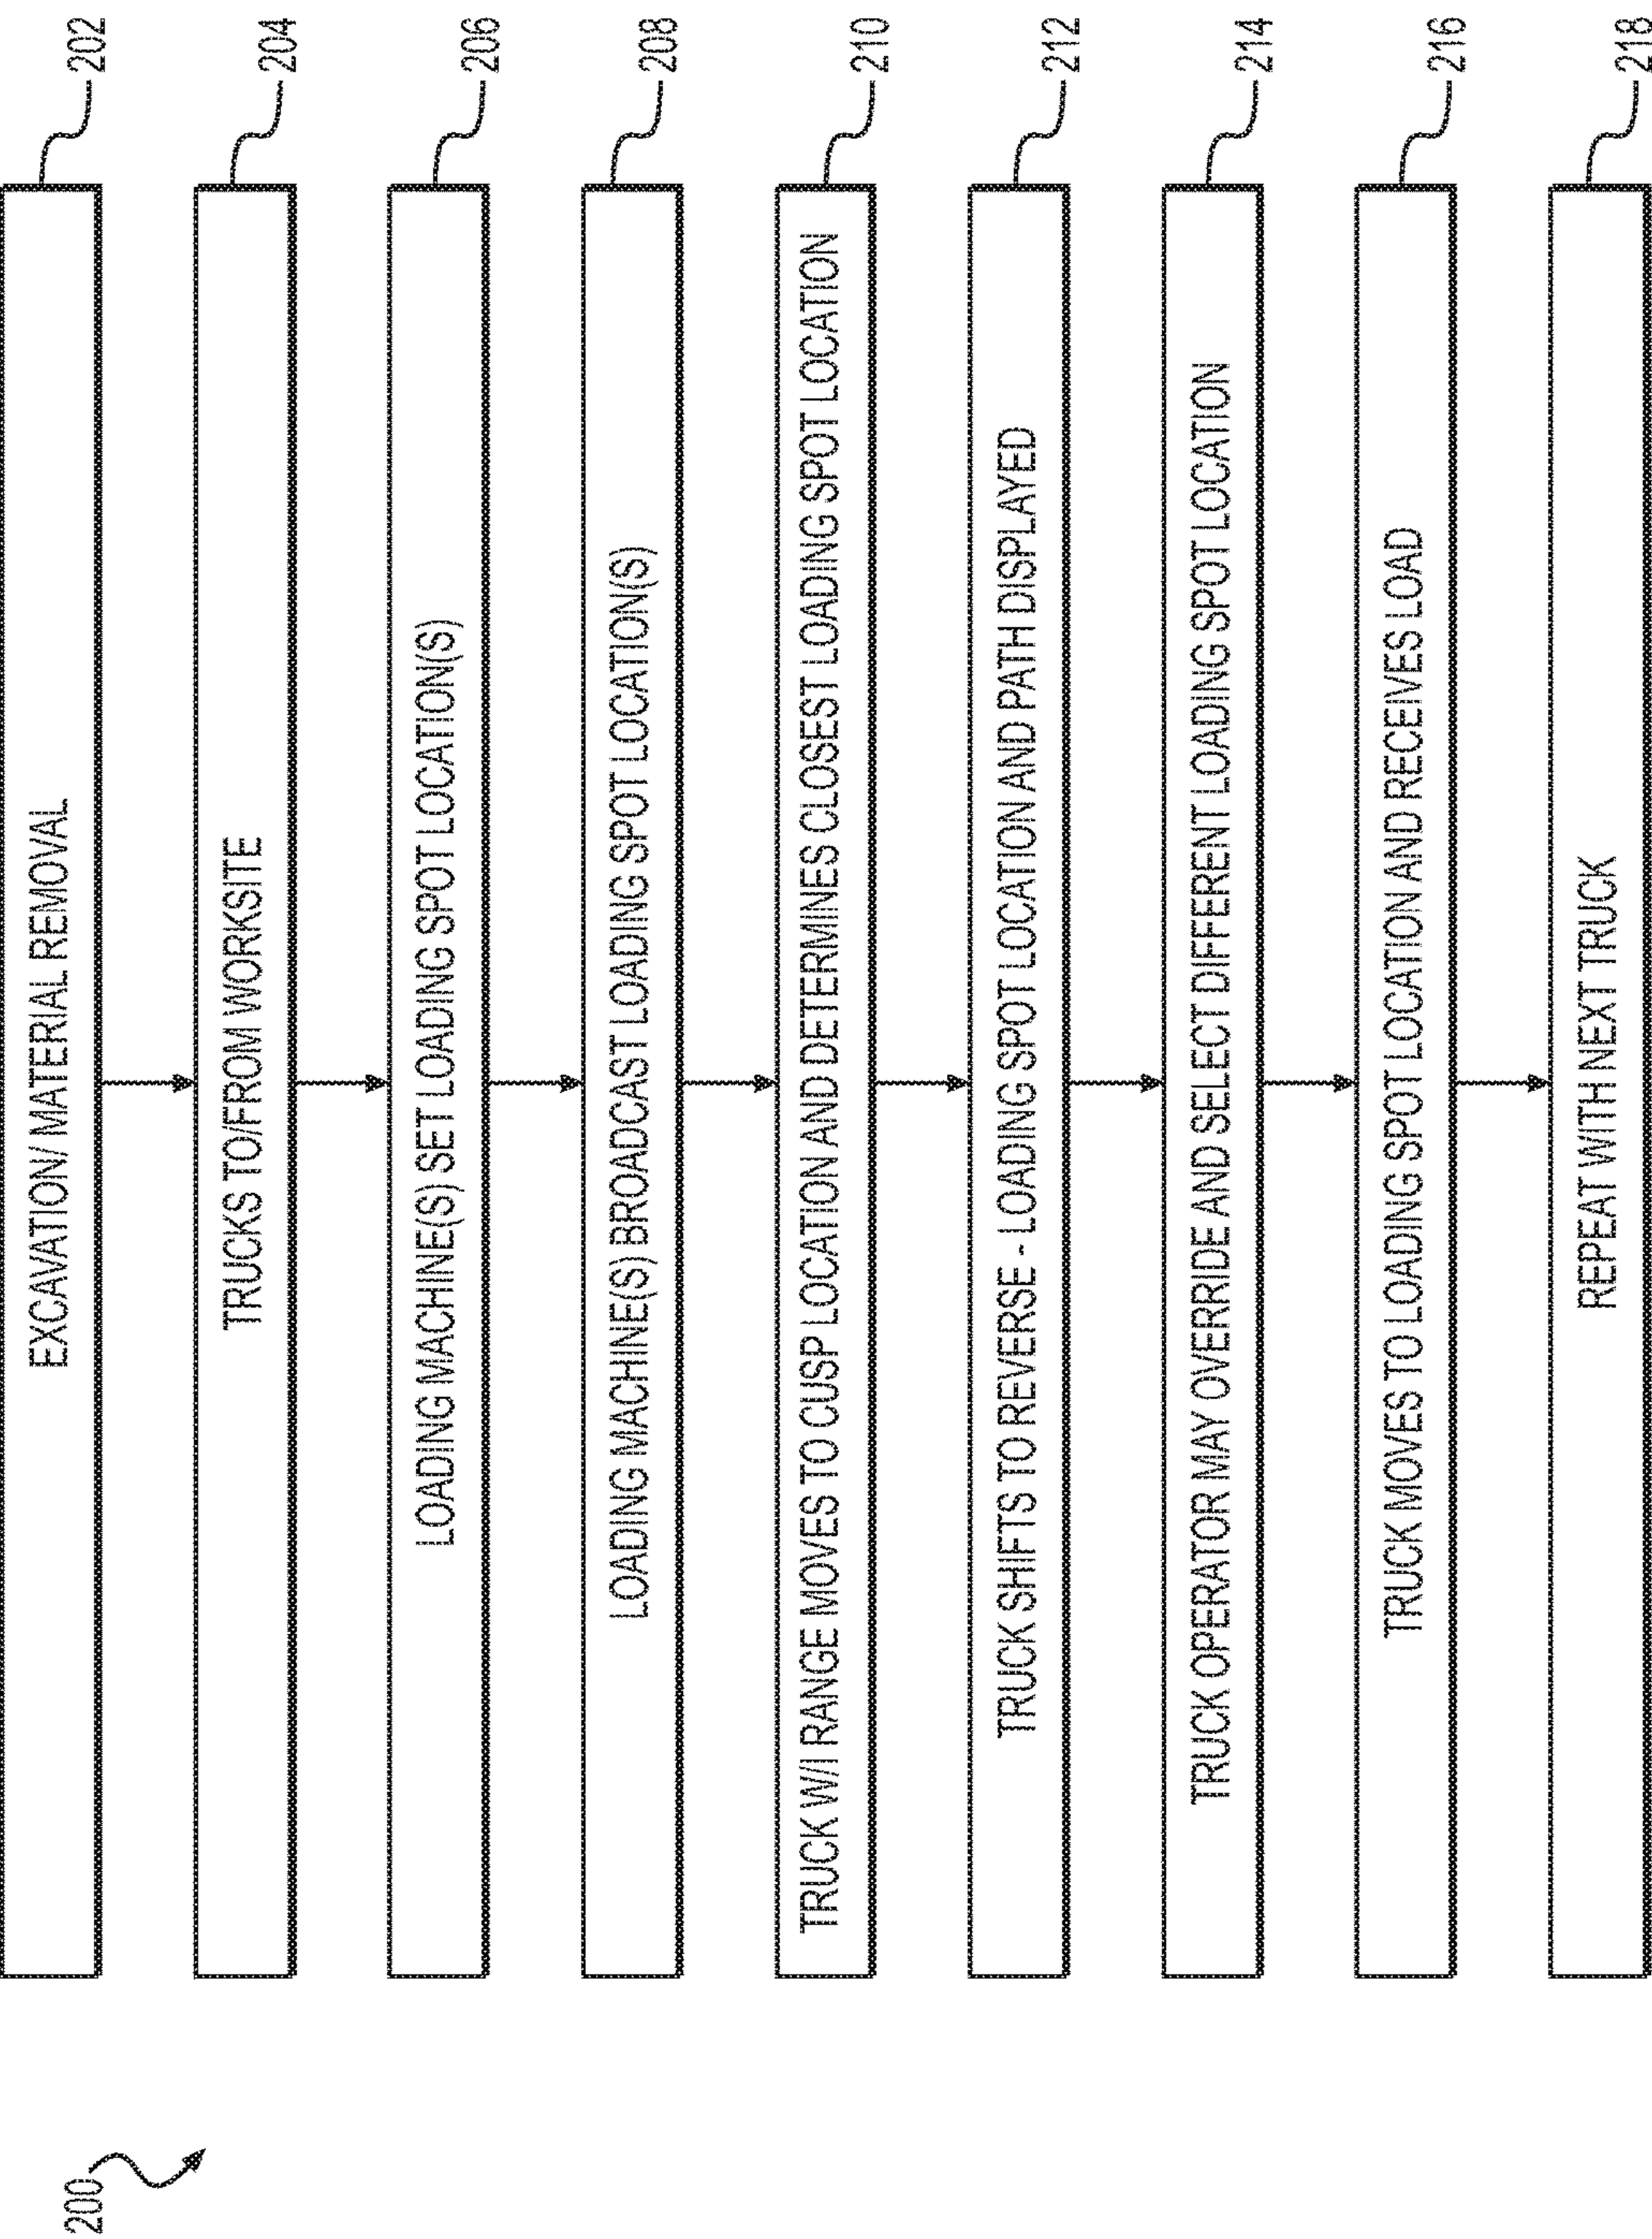 200
EXCAVATION/ MATERIAL REMOVAL
202
TRUCKS TO/FROM WORKSITE
204
LOADING MACHINE(S) SET LOADING SPOT LOCATION(S)
206
LOADING MACHINE(S) BROADCAST LOADING SPOT LOCATION(S)
208
TRUCK W/I RANGE MOVES TO CUSP LOCATION AND DETERMINES CLOSEST LOADING SPOT LOCATION
210
TRUCK SHIFTS TO REVERSE - LOADING SPOT LOCATION AND PATH DISPLAYED
212
TRUCK OPERATOR MAY OVERRIDE AND SELECT DIFFERENT LOADING SPOT LOCATION
214
TRUCK MOVES TO LOADING SPOT LOCATION AND RECEIVES LOAD
216
REPEAT WITH NEXT TRUCK
218